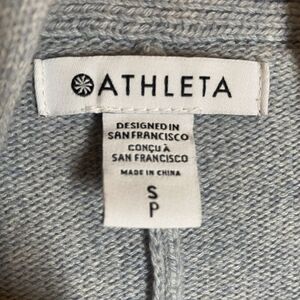 ATHLETA
DESIGNED IN
SAN FRANCISCO
CONÇU À
SAN FRANCISCO
MADE IN CHINA
S
P